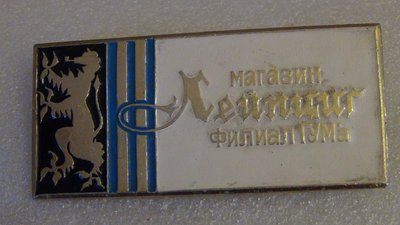 магазин
Лейпциг
филиал ГУМа